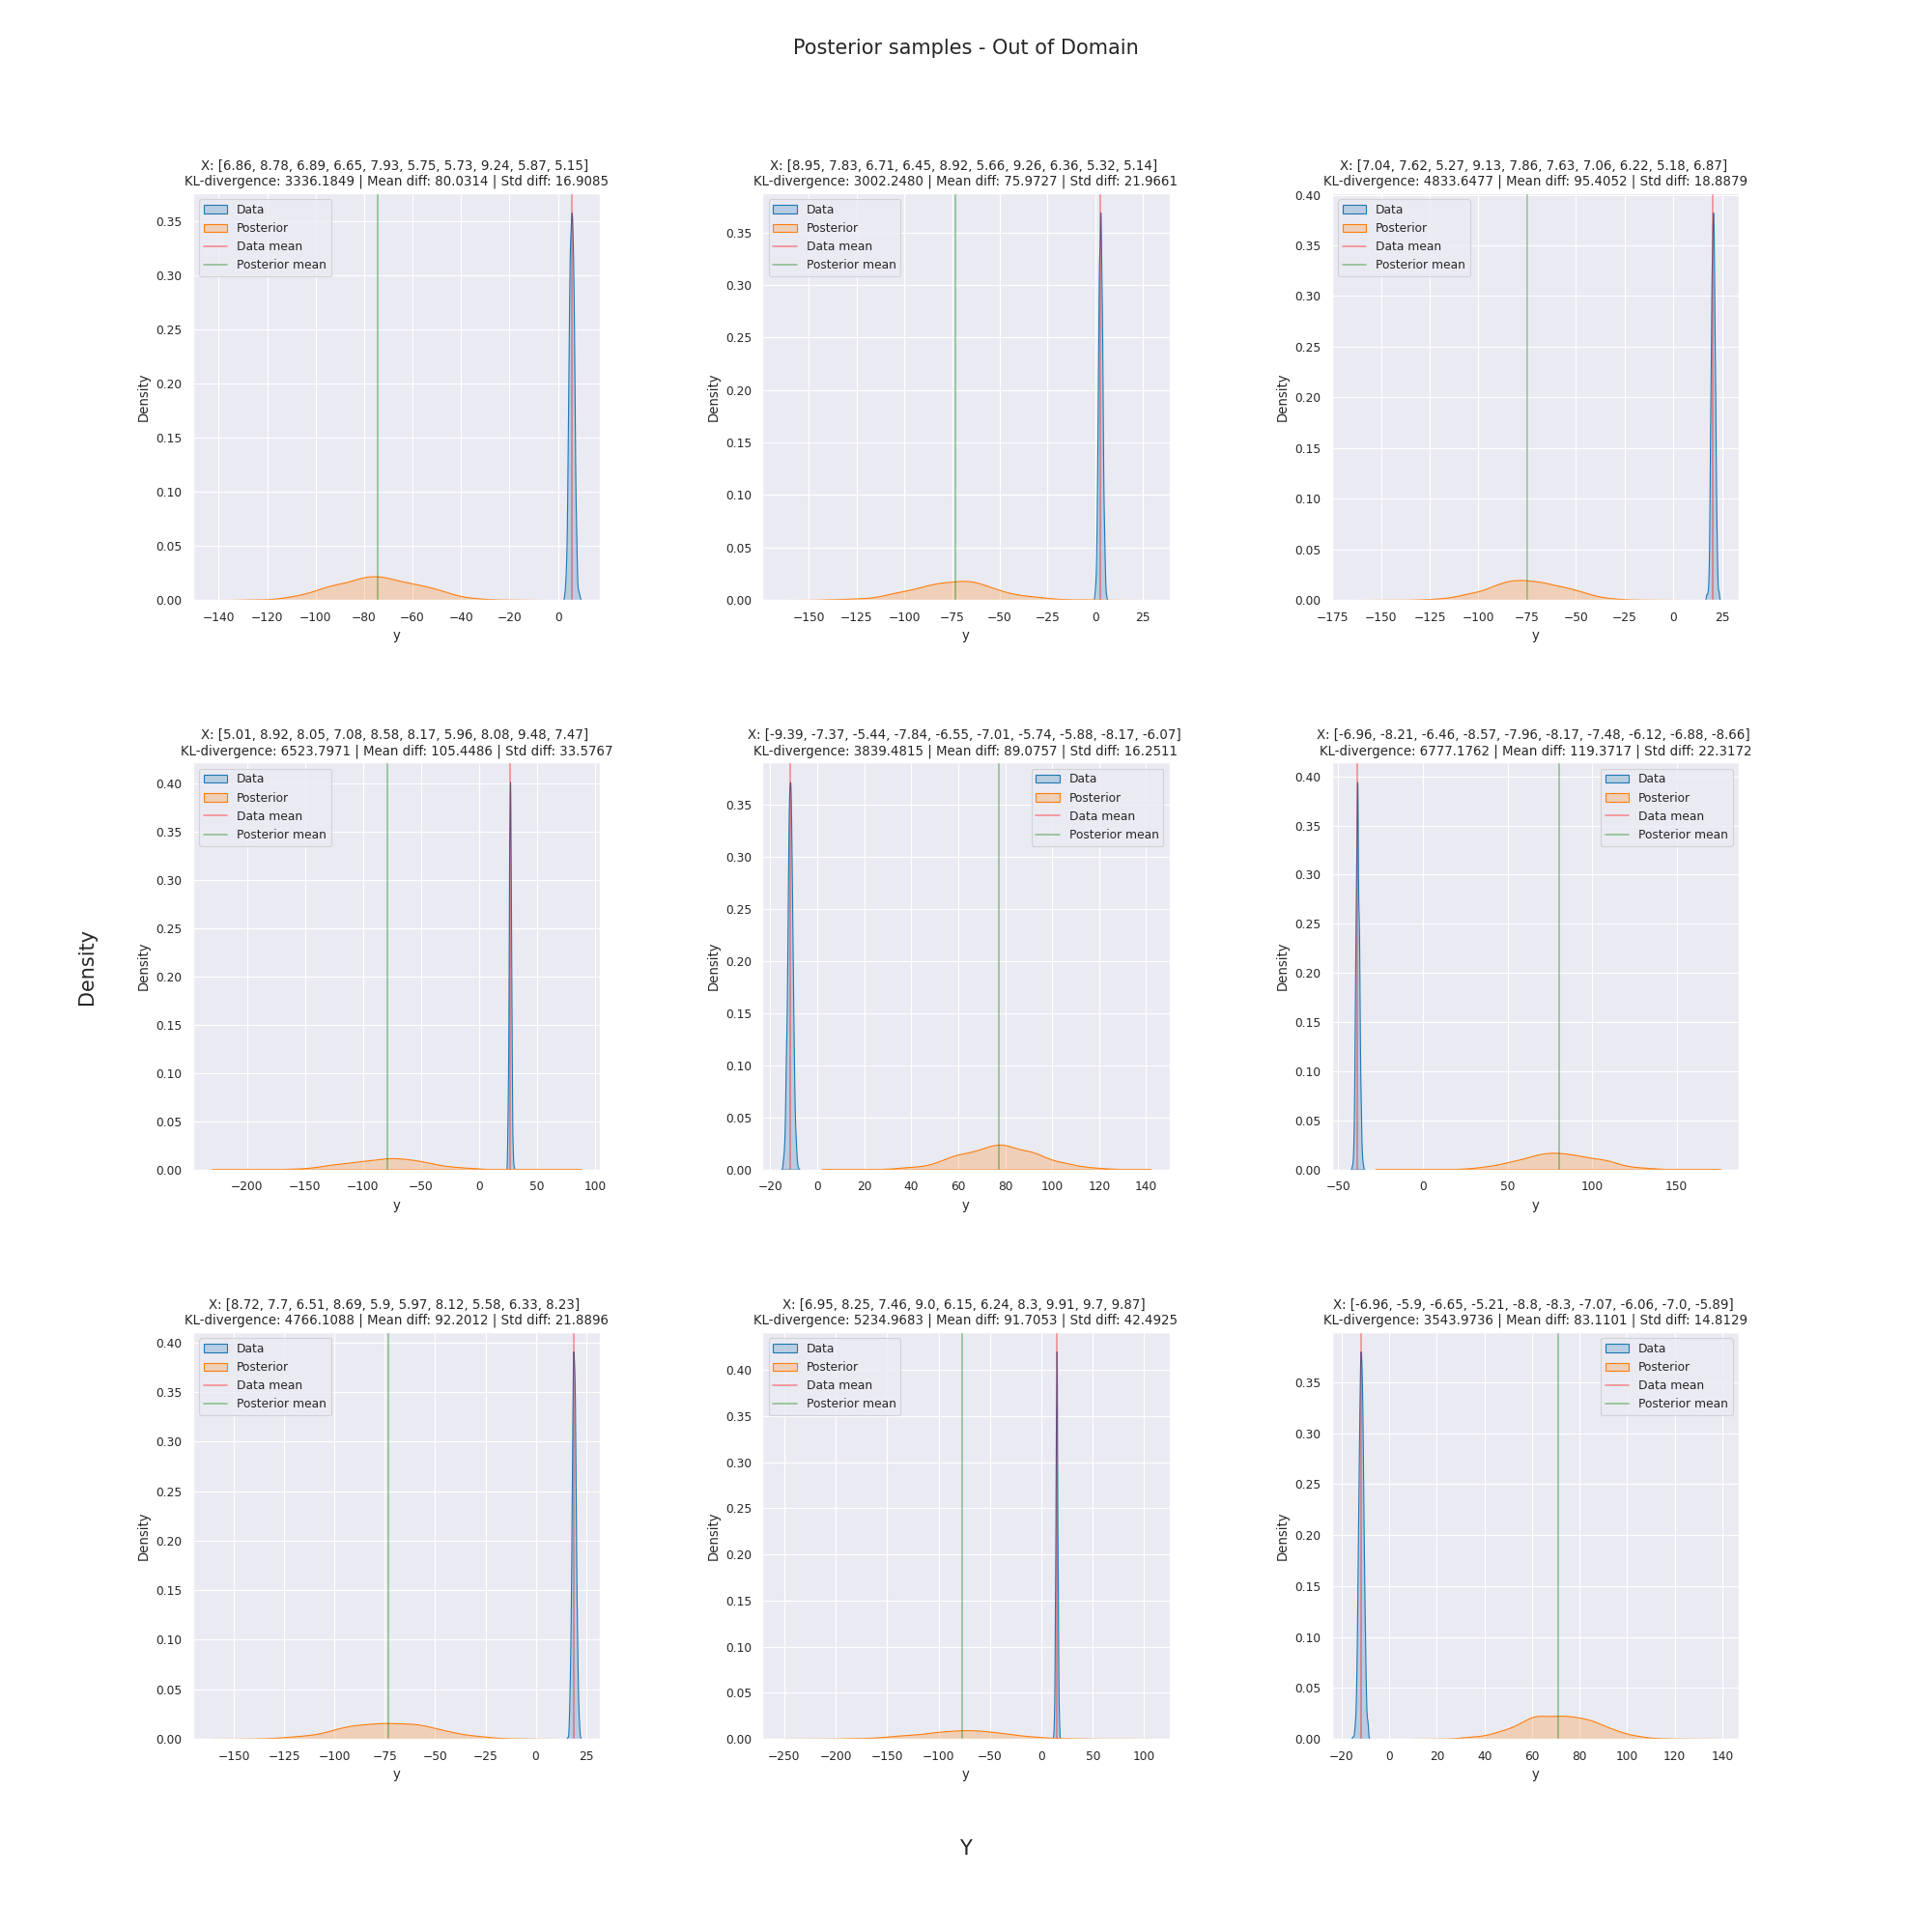 Posterior samples - Out of Domain
X: [6.86, 8.78, 6.89, 6.65, 7.93, 5.75, 5.73, 9.24, 5.87, 5.15]
KL-divergence: 3336.1849 | Mean diff: 80.0314 | Std diff: 16.9085
Data
Posterior
Data mean
Posterior mean
0.35
0.30
0.25
0.20
0.15
0.10
0.05
0.00
Density
−140 −120 −100 −80 −60 −40 −20 0
y
X: [8.95, 7.83, 6.71, 6.45, 8.92, 5.66, 9.26, 6.36, 5.32, 5.14]
KL-divergence: 3002.2480 | Mean diff: 75.9727 | Std diff: 21.9661
Data
Posterior
Data mean
Posterior mean
0.35
0.30
0.25
0.20
0.15
0.10
0.05
0.00
Density
−150 −125 −100 −75 −50 −25 0 25
y
X: [7.04, 7.62, 5.27, 9.13, 7.86, 7.63, 7.06, 6.22, 5.18, 6.87]
KL-divergence: 4833.6477 | Mean diff: 95.4052 | Std diff: 18.8879
Data
Posterior
Data mean
Posterior mean
0.40
0.35
0.30
0.25
0.20
0.15
0.10
0.05
0.00
Density
−175 −150 −125 −100 −75 −50 −25 0 25
y
X: [5.01, 8.92, 8.05, 7.08, 8.58, 8.17, 5.96, 8.08, 9.48, 7.47]
KL-divergence: 6523.7971 | Mean diff: 105.4486 | Std diff: 33.5767
Data
Posterior
Data mean
Posterior mean
0.40
0.35
0.30
0.25
0.20
0.15
0.10
0.05
0.00
Density
−200 −150 −100 −50 0 50 100
y
X: [-9.39, -7.37, -5.44, -7.84, -6.55, -7.01, -5.74, -5.88, -8.17, -6.07]
KL-divergence: 3839.4815 | Mean diff: 89.0757 | Std diff: 16.2511
Data
Posterior
Data mean
Posterior mean
0.35
0.30
0.25
0.20
0.15
0.10
0.05
0.00
Density
−20 0 20 40 60 80 100 120 140
y
X: [-6.96, -8.21, -6.46, -8.57, -7.96, -8.17, -7.48, -6.12, -6.88, -8.66]
KL-divergence: 6777.1762 | Mean diff: 119.3717 | Std diff: 22.3172
Data
Posterior
Data mean
Posterior mean
0.40
0.35
0.30
0.25
0.20
0.15
0.10
0.05
0.00
Density
−50 0 50 100 150
y
X: [8.72, 7.7, 6.51, 8.69, 5.9, 5.97, 8.12, 5.58, 6.33, 8.23]
KL-divergence: 4766.1088 | Mean diff: 92.2012 | Std diff: 21.8896
Data
Posterior
Data mean
Posterior mean
0.40
0.35
0.30
0.25
0.20
0.15
0.10
0.05
0.00
Density
−150 −125 −100 −75 −50 −25 0 25
y
X: [6.95, 8.25, 7.46, 9.0, 6.15, 6.24, 8.3, 9.91, 9.7, 9.87]
KL-divergence: 5234.9683 | Mean diff: 91.7053 | Std diff: 42.4925
Data
Posterior
Data mean
Posterior mean
0.40
0.35
0.30
0.25
0.20
0.15
0.10
0.05
0.00
Density
−250 −200 −150 −100 −50 0 50 100
y
X: [-6.96, -5.9, -6.65, -5.21, -8.8, -8.3, -7.07, -6.06, -7.0, -5.89]
KL-divergence: 3543.9736 | Mean diff: 83.1101 | Std diff: 14.8129
Data
Posterior
Data mean
Posterior mean
0.35
0.30
0.25
0.20
0.15
0.10
0.05
0.00
Density
−20 0 20 40 60 80 100 120 140
y
Density
Y